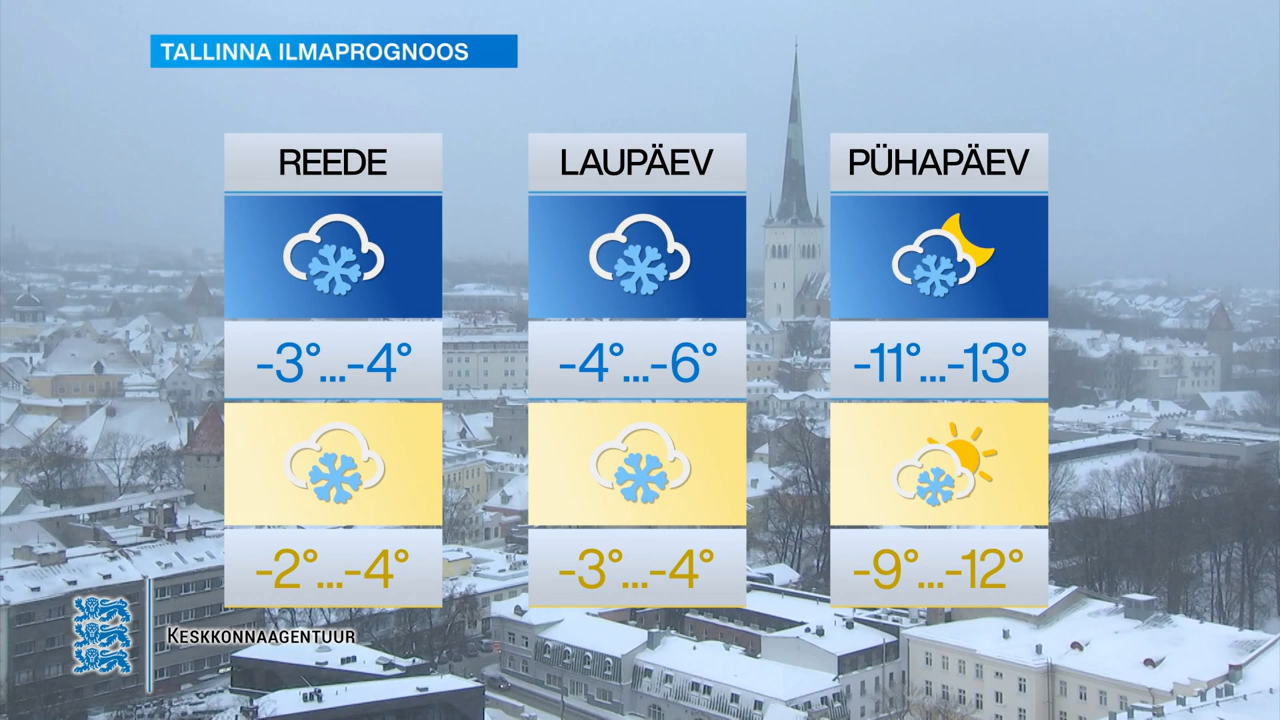 TALLINNA ILMAPROGNOOS
REEDE
-3°...-4°
-2°...-4°
LAUPÄEV
-4°...-6°
-3°...-4°
PÜHAPÄEV
-11°...-13°
-9°...-12°
KESKKONNAAGENTUUR